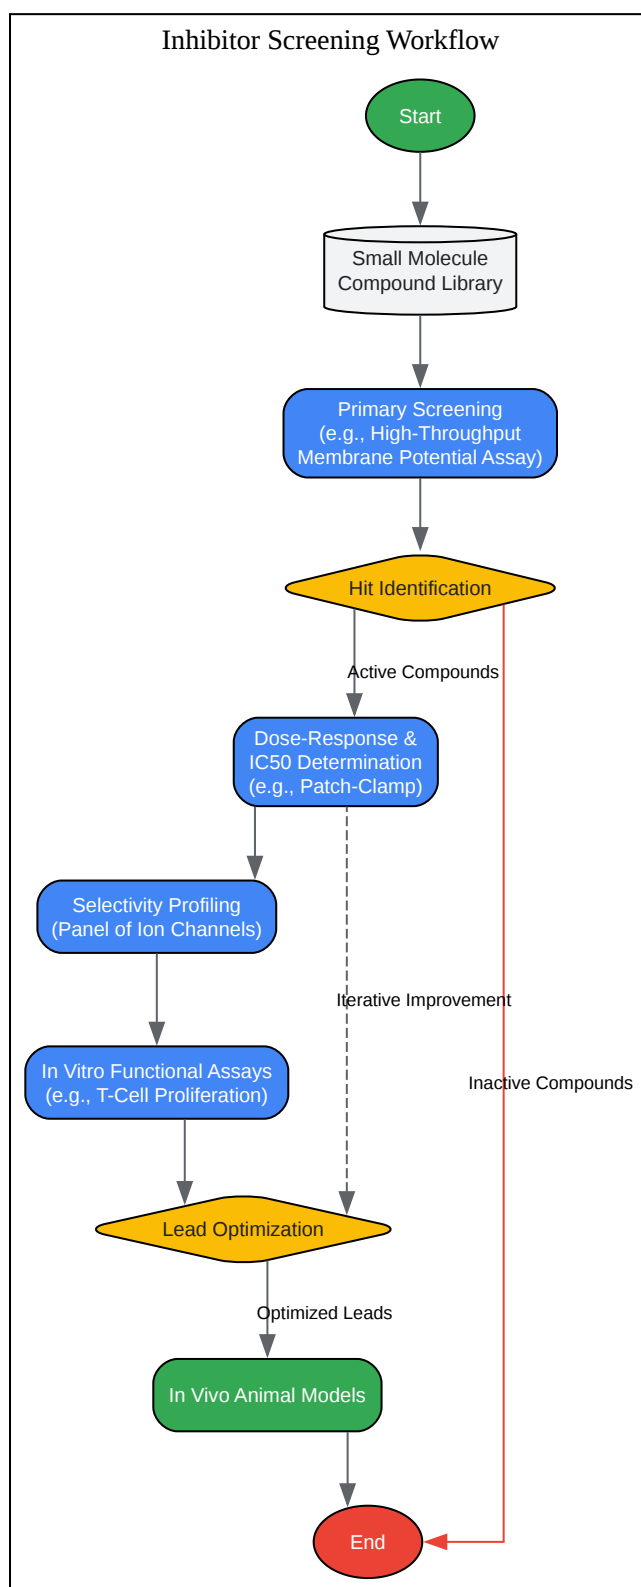 Inhibitor Screening Workflow
Start
Small Molecule
Compound Library
Primary Screening
(e.g., High-Throughput
Membrane Potential Assay)
Hit Identification
Active Compounds
Dose-Response &
IC50 Determination
(e.g., Patch-Clamp)
Selectivity Profiling
(Panel of Ion Channels)
Iterative Improvement
In Vitro Functional Assays
(e.g., T-Cell Proliferation)
Inactive Compounds
Lead Optimization
Optimized Leads
In Vivo Animal Models
End